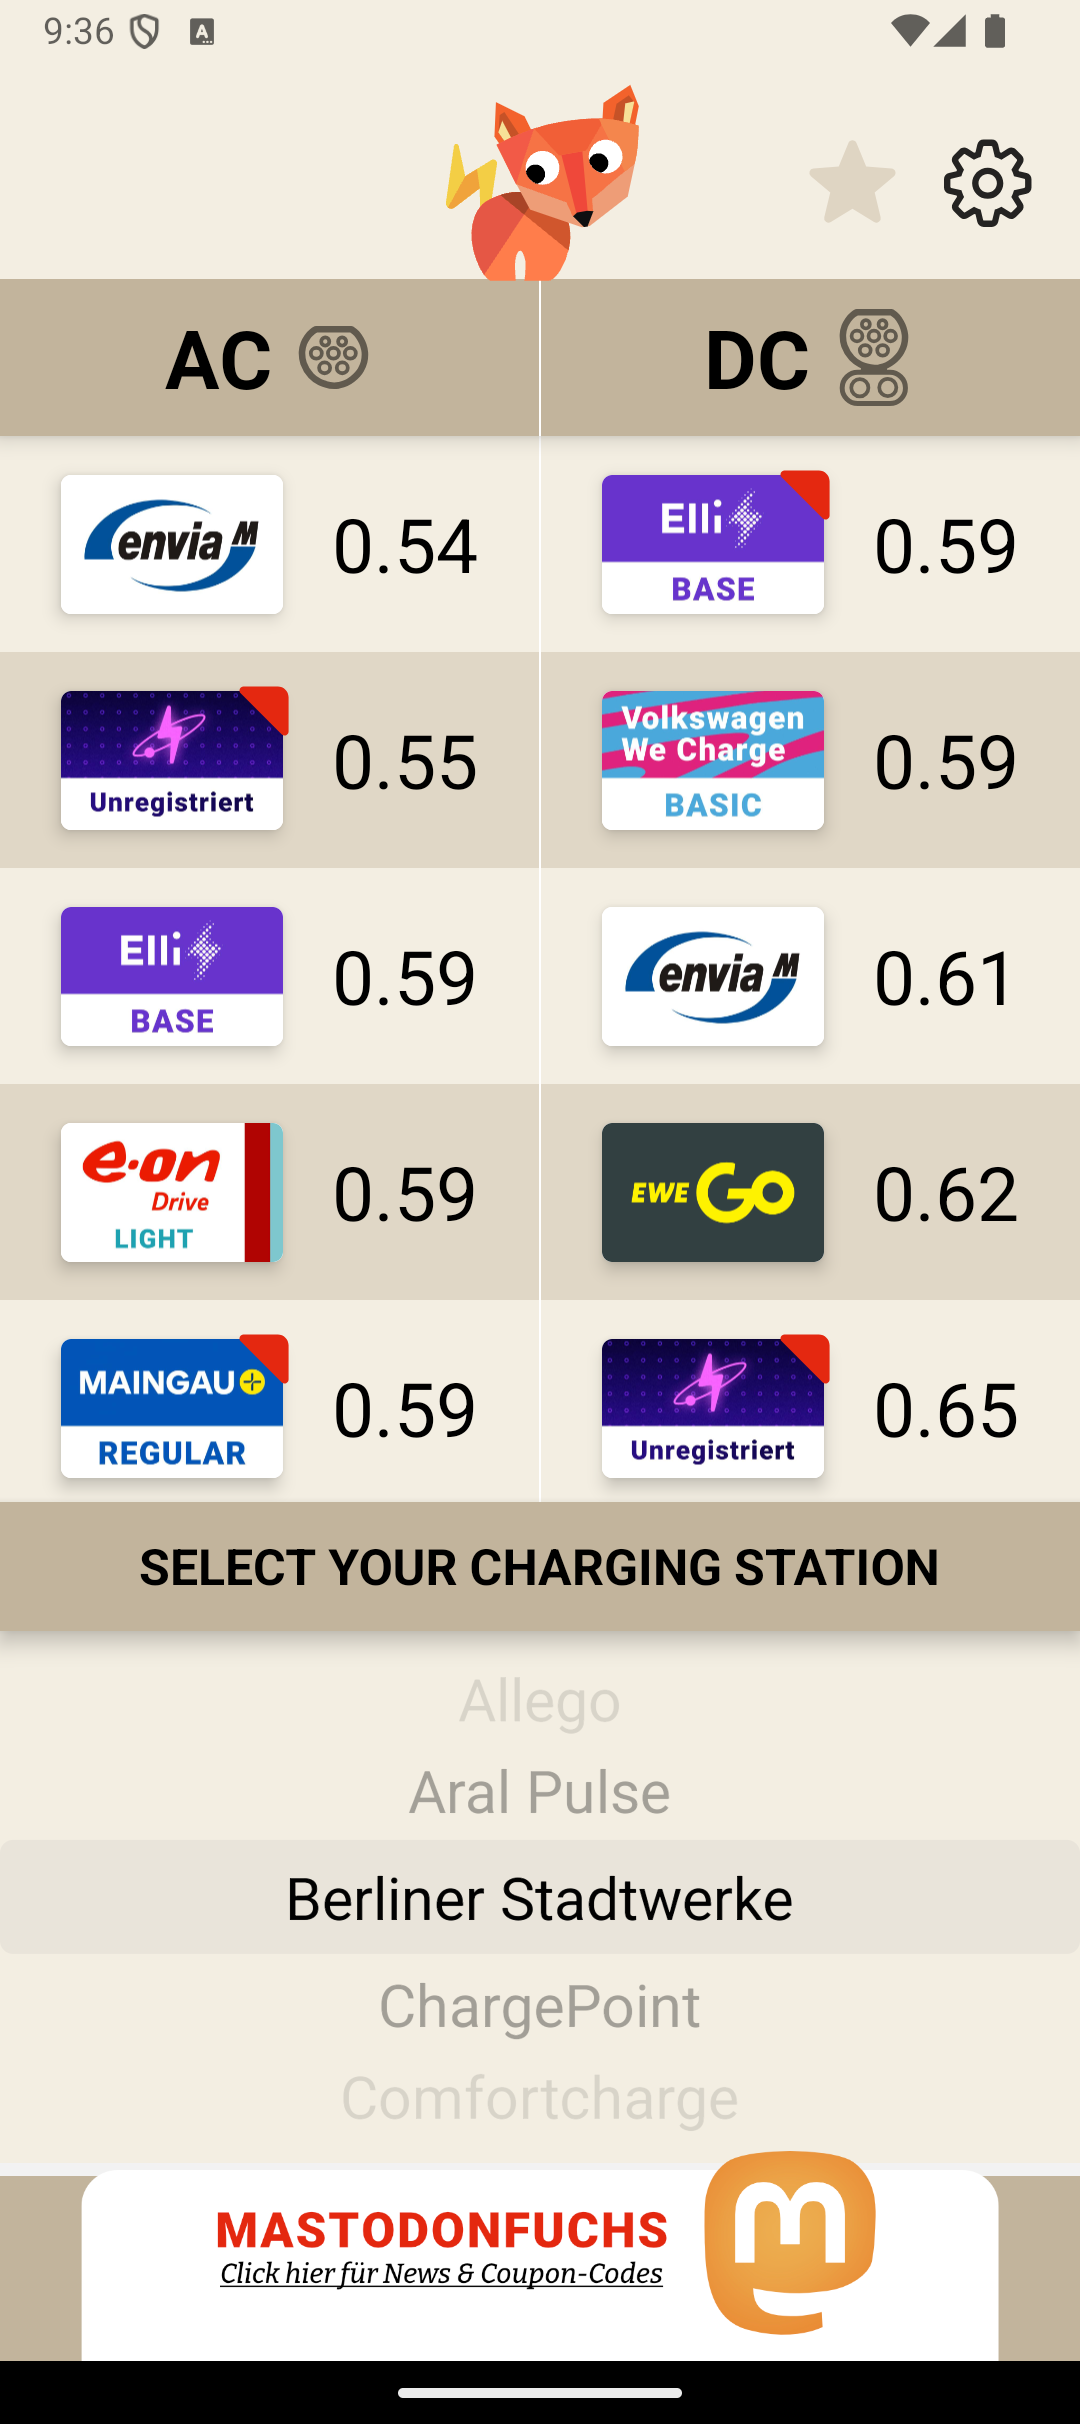 9:36
A
AC
DC
envia M
0.54
Elli
BASE
0.59
Unregistriert
0.55
Volkswagen
We Charge
BASIC
0.59
Elli
BASE
0.59
envia M
0.61
e·on
Drive
LIGHT
0.59
EWE GO
0.62
MAINGAU
REGULAR
0.59
Unregistriert
0.65
SELECT YOUR CHARGING STATION
Allego
Aral Pulse
Berliner Stadtwerke
ChargePoint
Comfortcharge
MASTODONFUCHS
Click hier für News & Coupon-Codes
m